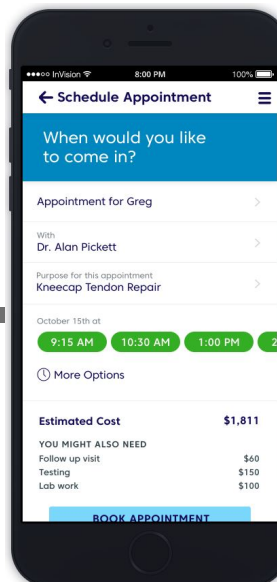 InVision 8:00 PM 100%
Schedule Appointment
When would you like
to come in?
Appointment for Greg
With
Dr. Alan Pickett
Purpose for this appointment
Kneecap Tendon Repair
October 15th at
9:15 AM 10:30 AM 1:00 PM 2
More Options
Estimated Cost $1,811
YOU MIGHT ALSO NEED
Follow up visit $60
Testing $150
Lab work $100
BOOK APPOINTMENT